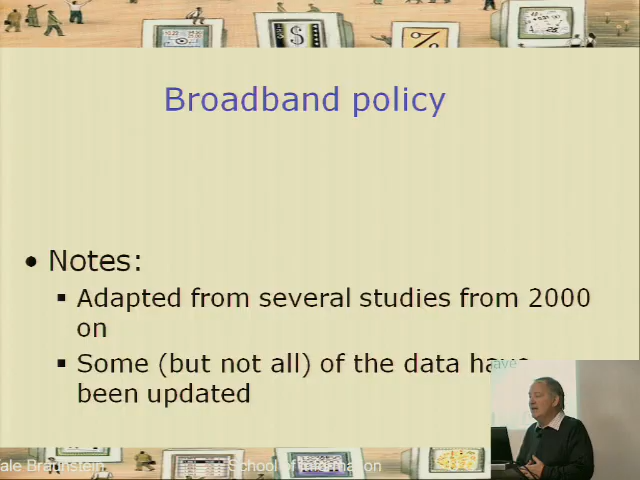 Broadband policy
• Notes:
▪ Adapted from several studies from 2000
on
▪ Some (but not all) of the data have
been updated
ale Braunstein School of Information